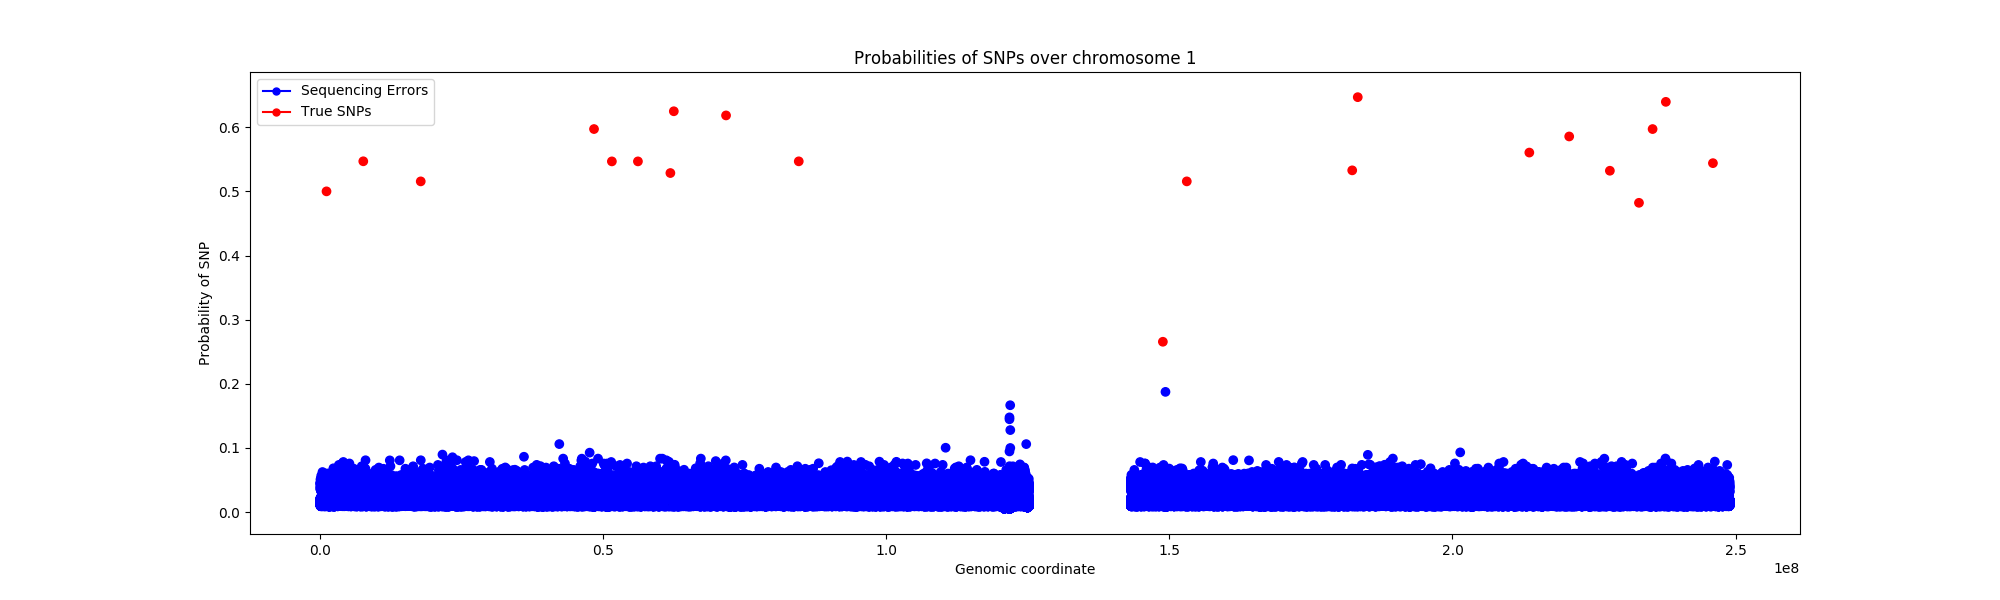 Probabilities of SNPs over chromosome 1
Sequencing Errors
True SNPs
Probability of SNP
0.6
0.5
0.4
0.3
0.2
0.1
0.0
0.0 0.5 1.0 1.5 2.0 2.5
1e8
Genomic coordinate